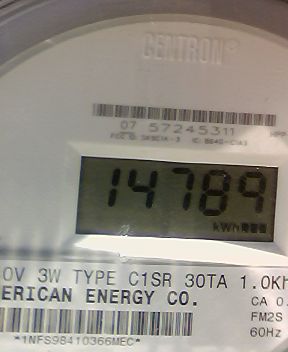 CENTRON®
07 57245311
14789
kWh
0V 3W TYPE C1SR 30TA 1.0Kh
ERICAN ENERGY CO.
CA 0.
FM2S
60Hz
*1NFS98410366MEC*